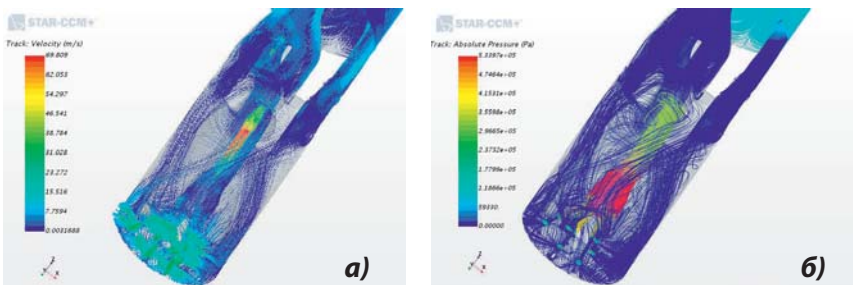 STAR-CCM+
Track: Velocity (m/s)
69.809
62.053
54.297
46.541
38.784
31.028
23.272
15.516
7.7594
0.0031688
z
x
а)
STAR-CCM+
Track: Absolute Pressure (Pa)
5.3397e+05
4.7464e+05
4.1531e+05
3.5598e+05
2.9665e+05
2.3732e+05
1.7799e+05
1.1866e+05
59330.
0.00000
z
x
б)